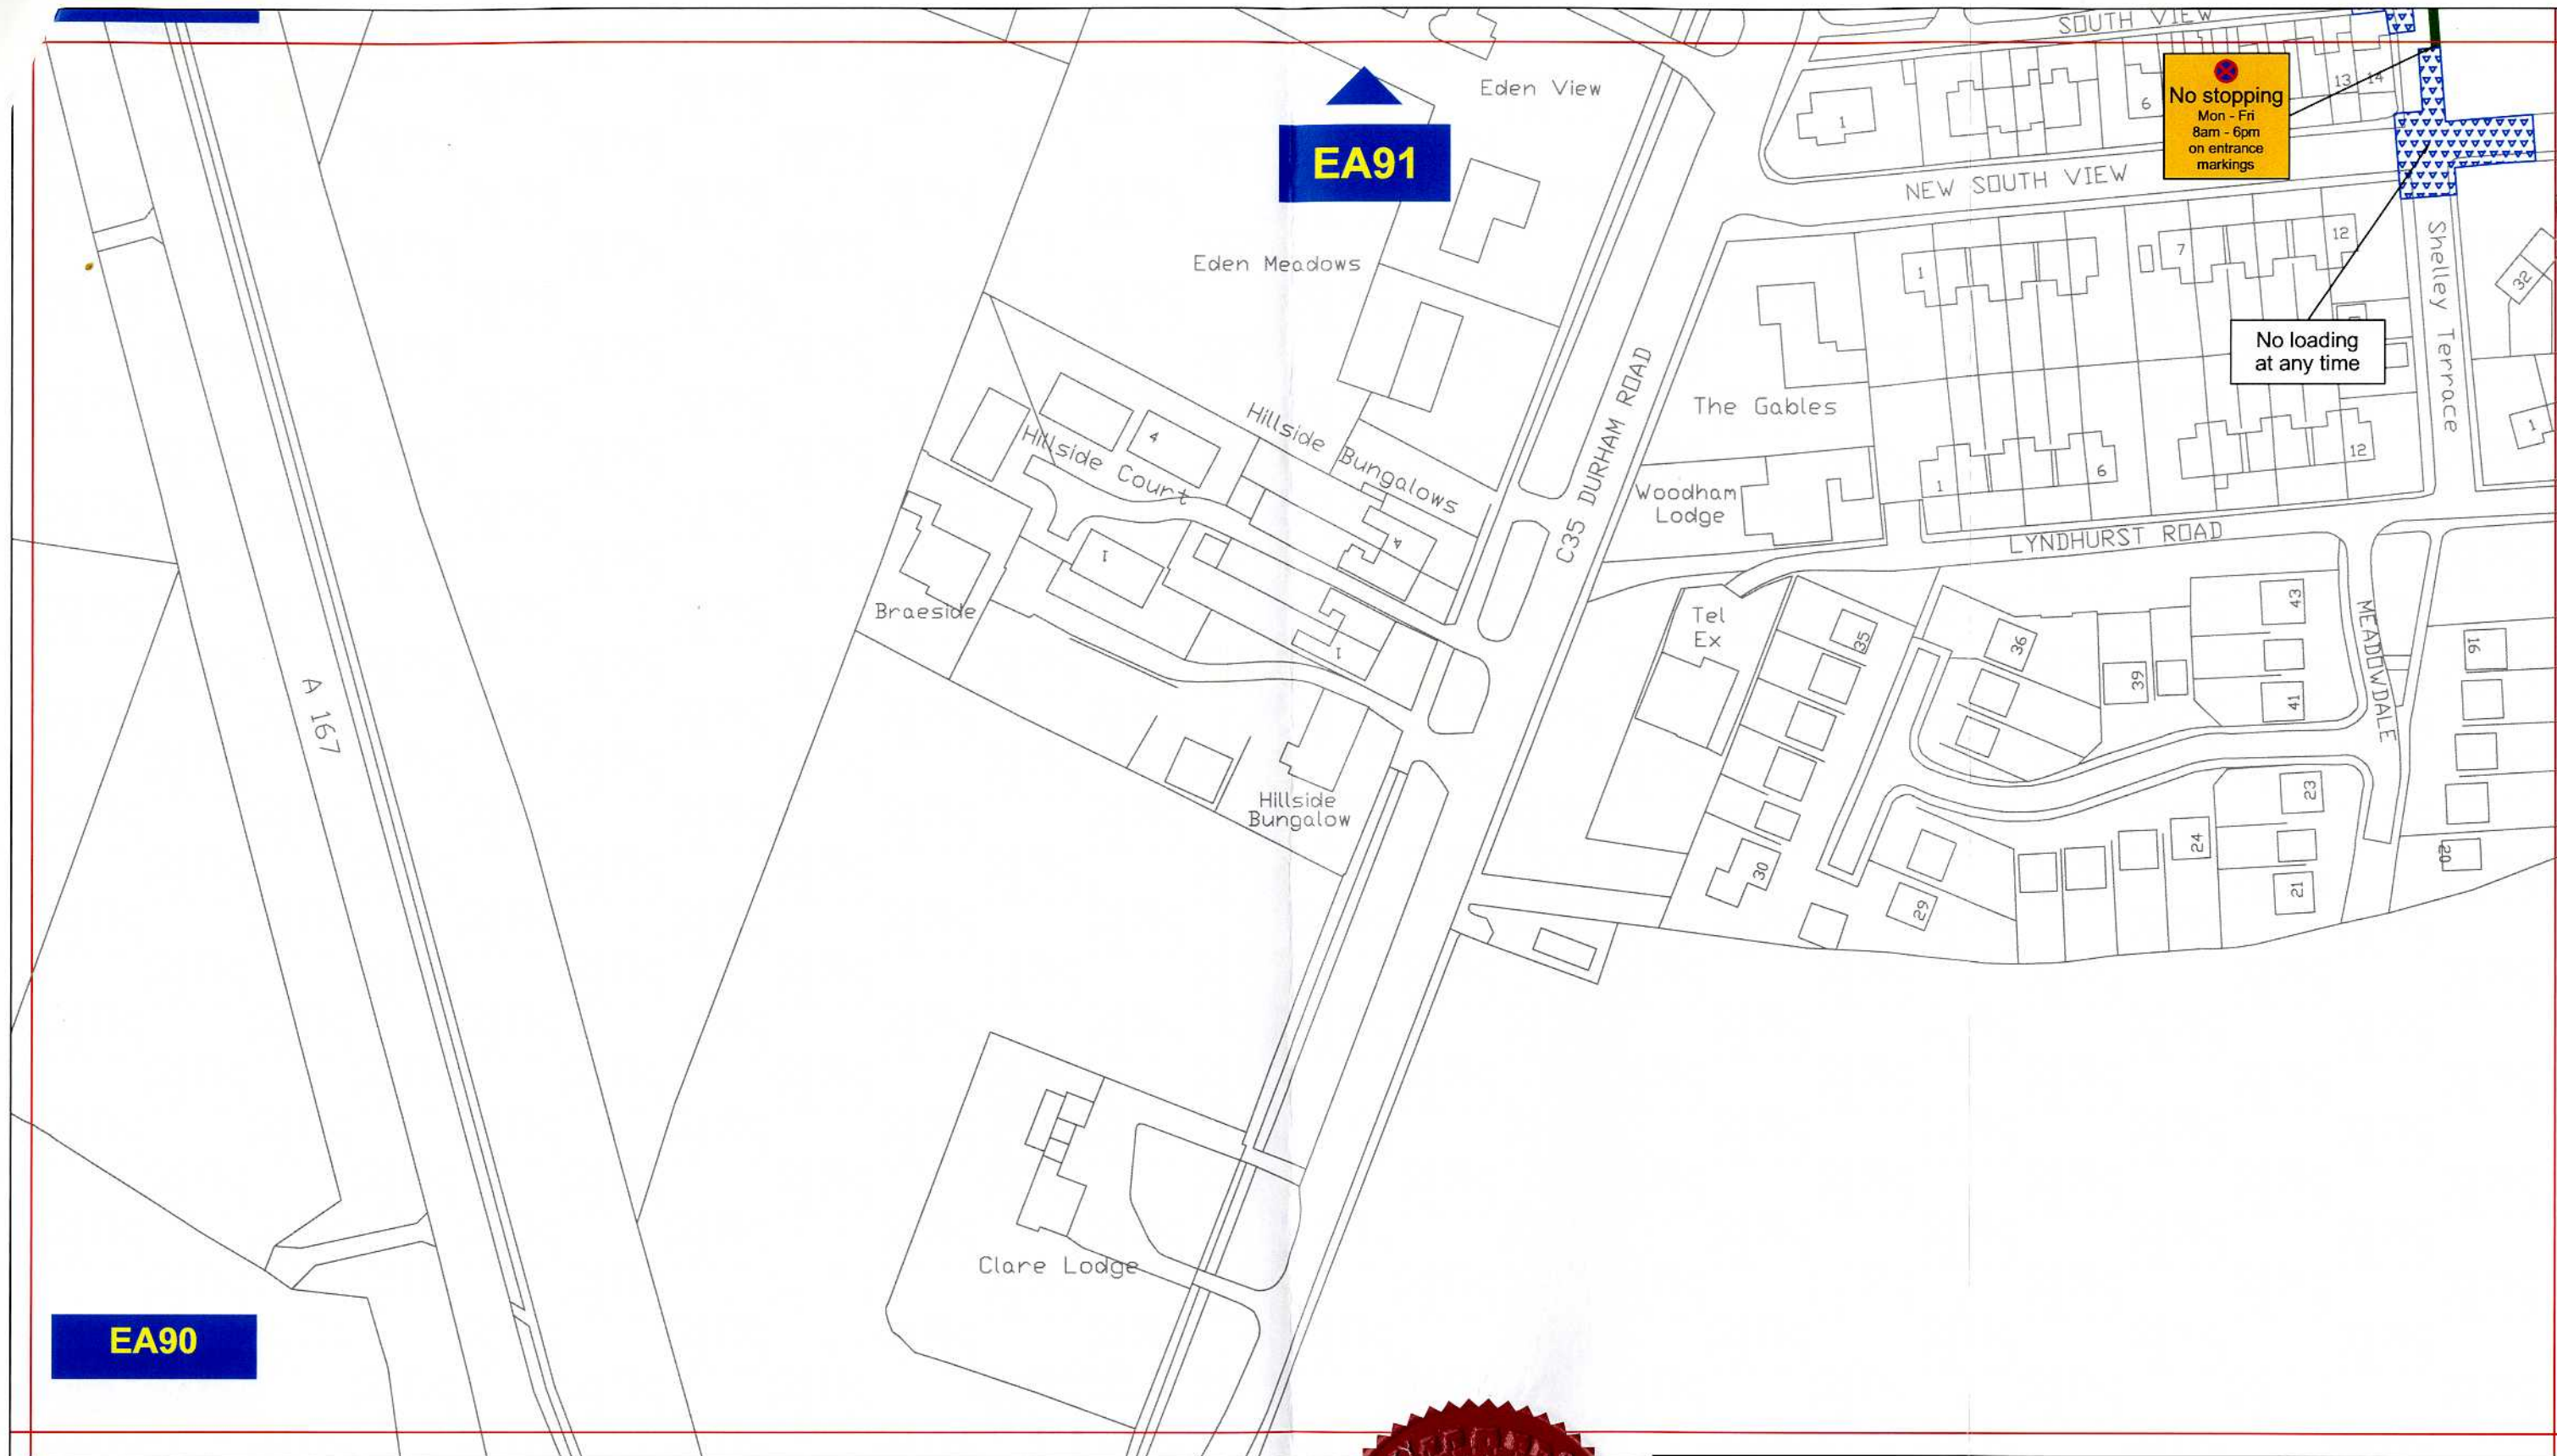 SOUTH VIEW
Eden View
EA91
1
6
13
14
No stopping
Mon - Fri
8am - 6pm
on entrance
markings
NEW SOUTH VIEW
Eden Meadows
1
7
12
Shelley Terrace
32
No loading
at any time
The Gables
C35 DURHAM ROAD
Hillside Bungalows
Hillside Court
4
4
1
6
12
1
Woodham
Lodge
LYNDHURST ROAD
Braeside
1
1
Tel
Ex
35
36
39
43
41
MEADOWDALE
16
A 167
Hillside
Bungalow
30
29
24
23
21
20
Clare Lodge
EA90